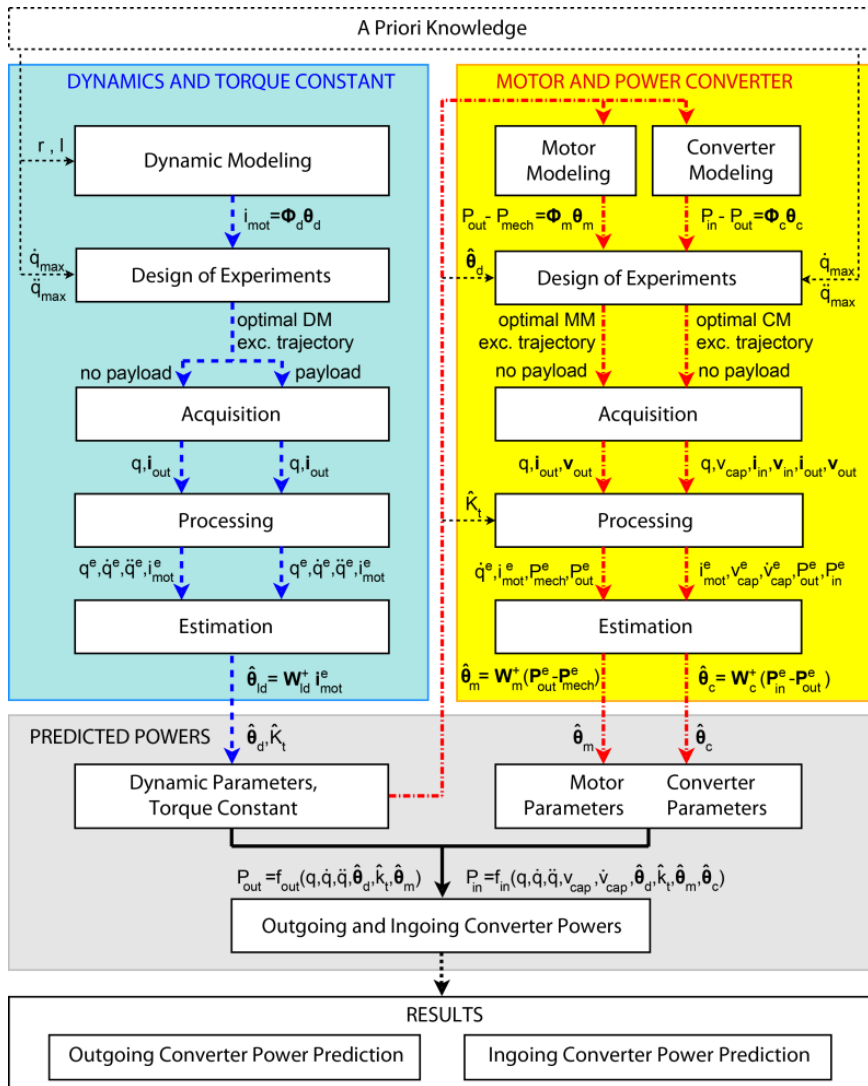 A Priori Knowledge
DYNAMICS AND TORQUE CONSTANT
r , l
Dynamic Modeling
i_mot=Φ_dθ_d
q̇_max
q̈_max
Design of Experiments
optimal DM
exc. trajectory
no payload
payload
Acquisition
q,i_out
q,i_out
Processing
q^e,q̇^e,q̈^e,i^e_mot
q^e,q̇^e,q̈^e,i^e_mot
Estimation
θ̂_ld= W^+_ld i^e_mot
MOTOR AND POWER CONVERTER
Motor
Modeling
Converter
Modeling
P_out- P_mech=Φ_mθ_m
P_in - P_out=Φ_cθ_c
θ̂_d
Design of Experiments
q̇_max
q̈_max
optimal MM
exc. trajectory
optimal CM
exc. trajectory
no payload
no payload
Acquisition
q,i_out,v_out
q,v_cap,i_in,v_in,i_out,v_out
K̂_t
Processing
q̇^e,i^e_mot,P^e_mech,P^e_out
i^e_mot,v^e_cap,v̇^e_cap,P^e_out,P^e_in
Estimation
θ̂_m= W^+_m(P^e_out-P^e_mech)
θ̂_c= W^+_c(P^e_in-P^e_out)
PREDICTED POWERS
θ̂_d,K̂_t
θ̂_m
θ̂_c
Dynamic Parameters,
Torque Constant
Motor
Parameters
Converter
Parameters
P_out=f_out(q,q̇,q̈,θ̂_d,k̂_t,θ̂_m)
P_in=f_in(q,q̇,q̈,v_cap,v̇_cap,θ̂_d,k̂_t,θ̂_m,θ̂_c)
Outgoing and Ingoing Converter Powers
RESULTS
Outgoing Converter Power Prediction
Ingoing Converter Power Prediction